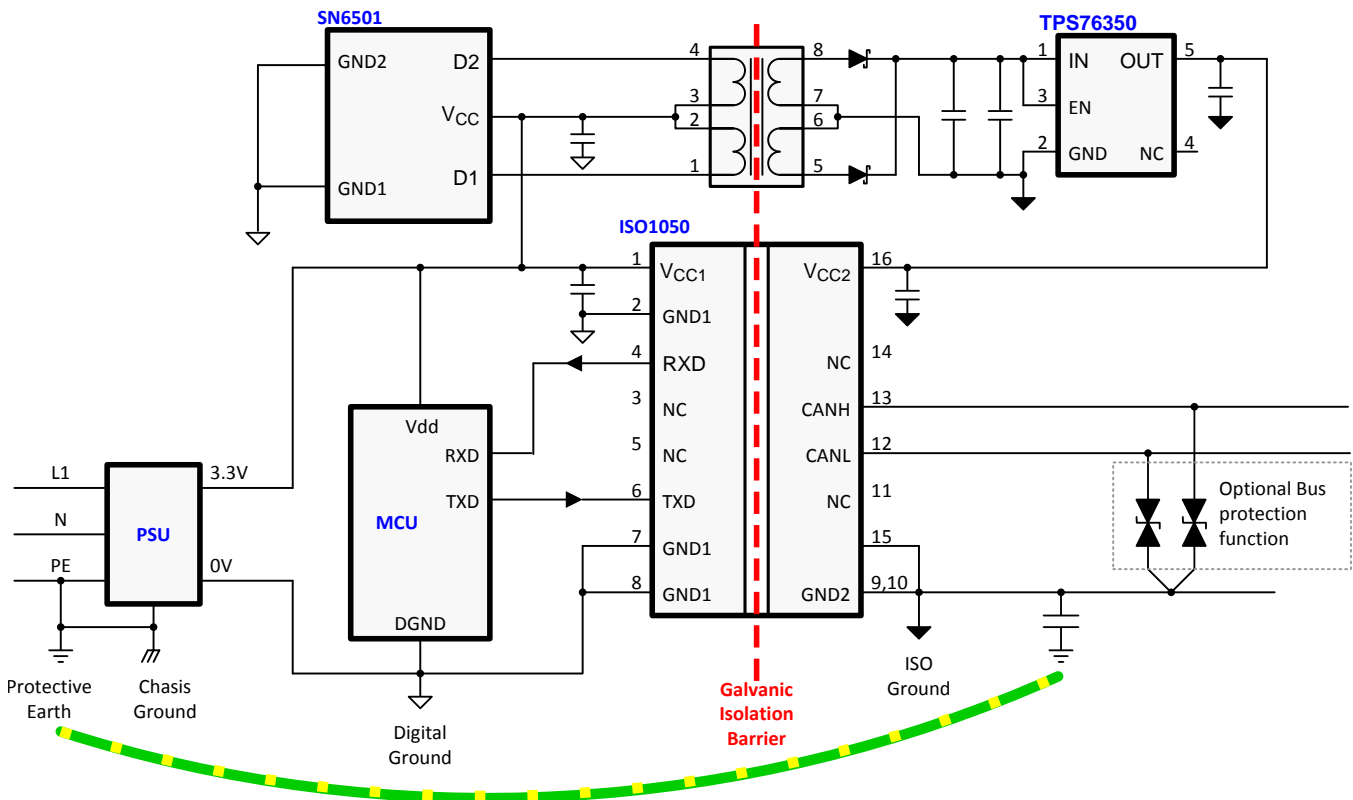 SN6501
GND2
D2
VCC
GND1
D1
4
3
2
1
8
7
6
5
TPS76350
1
IN
OUT
5
3
EN
2
GND
NC
4
ISO1050
1
VCC1
2
GND1
4
RXD
3
NC
5
NC
6
TXD
7
GND1
8
GND1
VCC2
16
NC
14
CANH
13
CANL
12
NC
11
15
GND2
9,10
Vdd
RXD
TXD
MCU
DGND
L1
N
PE
PSU
3.3V
0V
Optional Bus
protection
function
Protective
Earth
Chasis
Ground
Digital
Ground
Galvanic
Isolation
Barrier
ISO
Ground